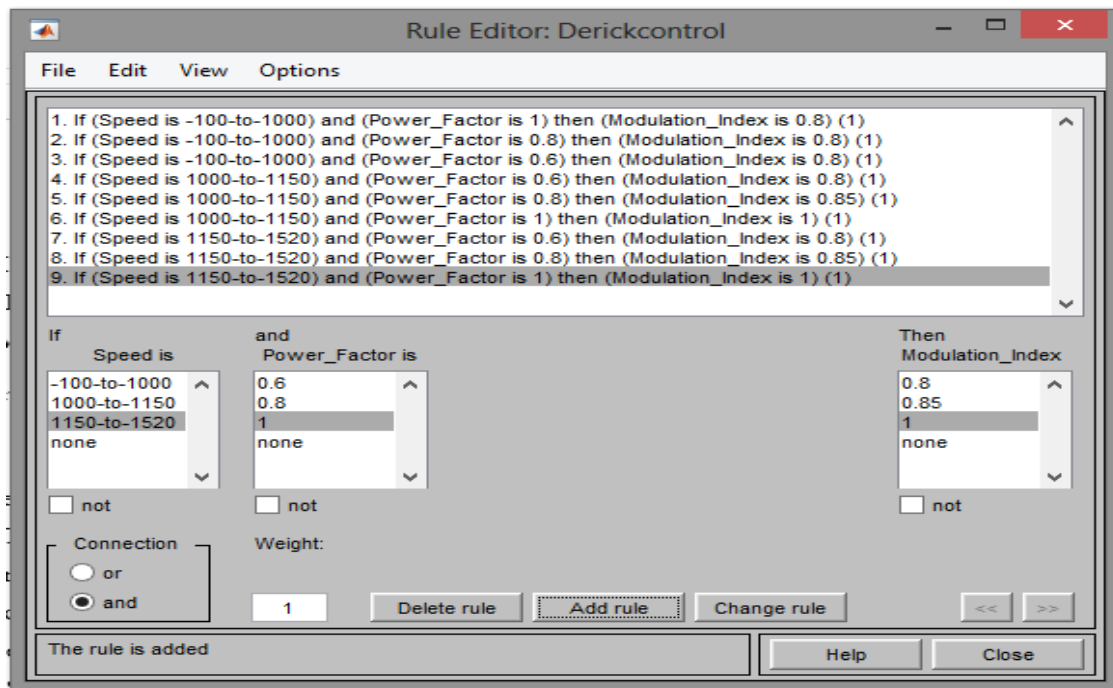 Rule Editor: Derickcontrol
File Edit View Options
1. If (Speed is -100-to-1000) and (Power_Factor is 1) then (Modulation_Index is 0.8) (1)
2. If (Speed is -100-to-1000) and (Power_Factor is 0.8) then (Modulation_Index is 0.8) (1)
3. If (Speed is -100-to-1000) and (Power_Factor is 0.6) then (Modulation_Index is 0.8) (1)
4. If (Speed is 1000-to-1150) and (Power_Factor is 0.6) then (Modulation_Index is 0.8) (1)
5. If (Speed is 1000-to-1150) and (Power_Factor is 0.8) then (Modulation_Index is 0.85) (1)
6. If (Speed is 1000-to-1150) and (Power_Factor is 1) then (Modulation_Index is 1) (1)
7. If (Speed is 1150-to-1520) and (Power_Factor is 0.6) then (Modulation_Index is 0.8) (1)
8. If (Speed is 1150-to-1520) and (Power_Factor is 0.8) then (Modulation_Index is 0.85) (1)
9. If (Speed is 1150-to-1520) and (Power_Factor is 1) then (Modulation_Index is 1) (1)
If
Speed is
-100-to-1000
1000-to-1150
1150-to-1520
none
not
and
Power_Factor is
0.6
0.8
1
none
not
Then
Modulation_Index
0.8
0.85
1
none
not
Connection
or
and
Weight:
1
Delete rule Add rule Change rule << >>
The rule is added
Help Close